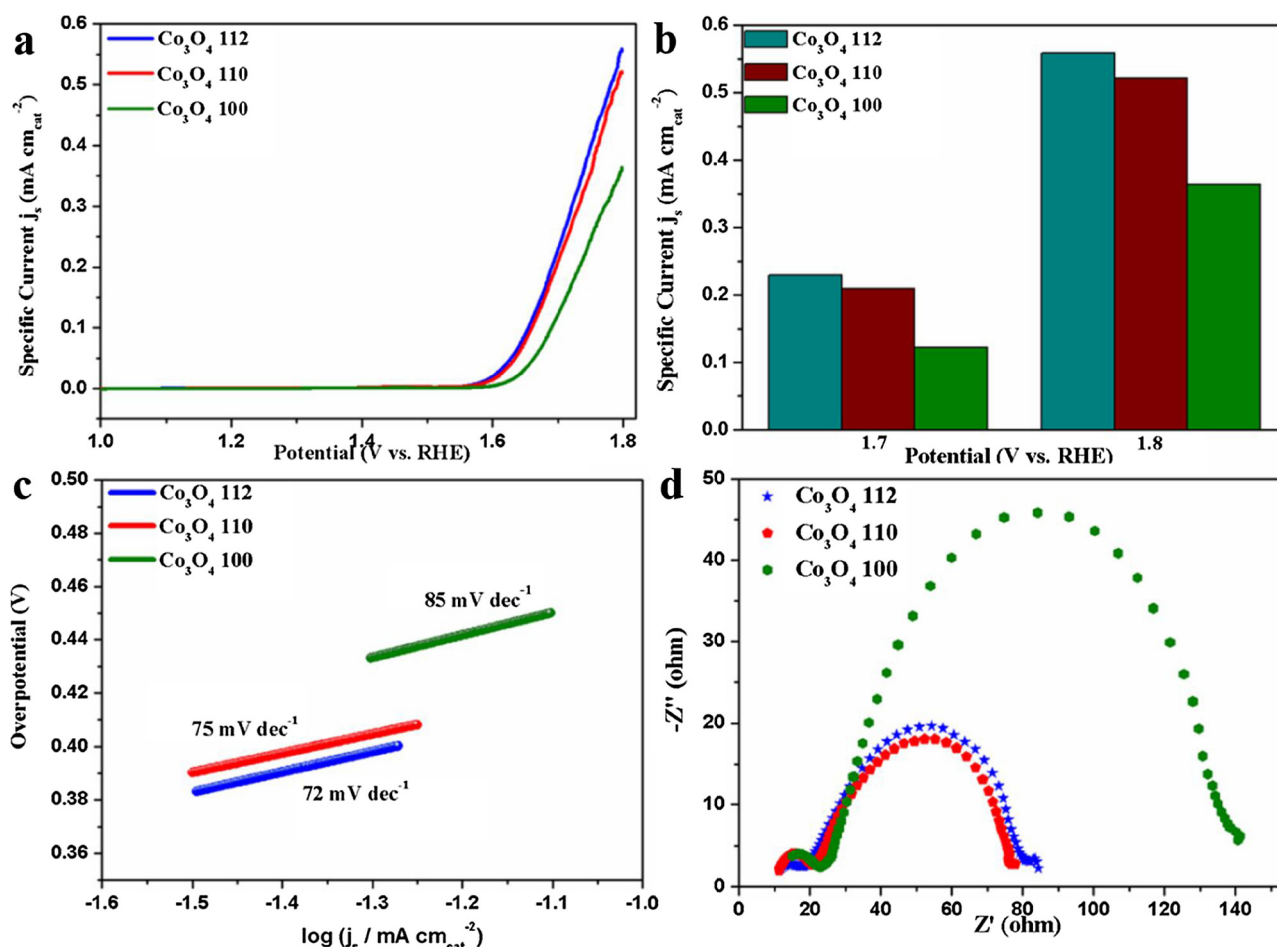 a
Co₃O₄ 112
Co₃O₄ 110
Co₃O₄ 100
Specific Current jₛ (mA cm_cat⁻²)
0.6
0.5
0.4
0.3
0.2
0.1
0.0
1.0 1.2 1.4 1.6 1.8
Potential (V vs. RHE)
b
Co₃O₄ 112
Co₃O₄ 110
Co₃O₄ 100
Specific Current jₛ (mA cm_cat⁻²)
0.6
0.5
0.4
0.3
0.2
0.1
0.0
1.7 1.8
Potential (V vs. RHE)
c
Co₃O₄ 112
Co₃O₄ 110
Co₃O₄ 100
85 mV dec⁻¹
75 mV dec⁻¹
72 mV dec⁻¹
Overpotential (V)
0.50
0.48
0.46
0.44
0.42
0.40
0.38
0.36
-1.6 -1.5 -1.4 -1.3 -1.2 -1.1 -1.0
log (jₛ / mA cm_cat⁻²)
d
Co₃O₄ 112
Co₃O₄ 110
Co₃O₄ 100
-Z'' (ohm)
50
40
30
20
10
0
0 20 40 60 80 100 120 140
Z' (ohm)